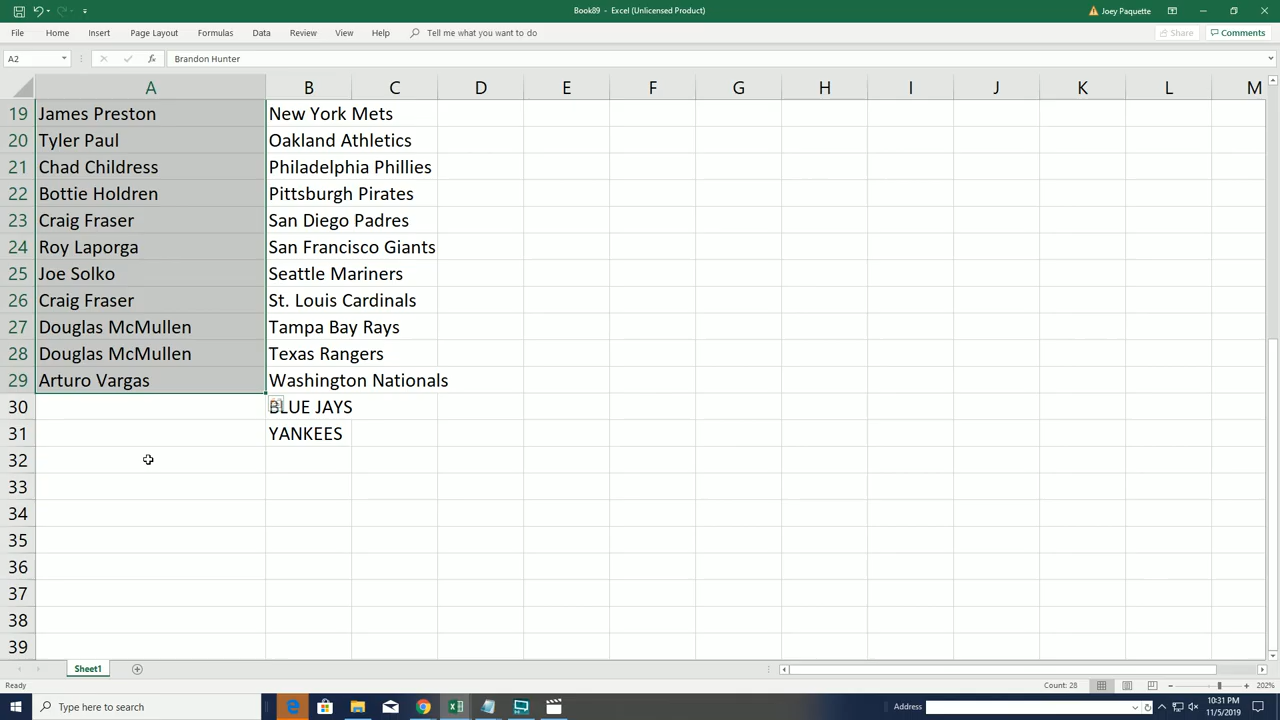 Book89 - Excel (Unlicensed Product)
Joey Paquette
File Home Insert Page Layout Formulas Data Review View Help Tell me what you want to do Share Comments
A2 fx Brandon Hunter
A B C D E F G H I J K L M
19 James Preston New York Mets
20 Tyler Paul Oakland Athletics
21 Chad Childress Philadelphia Phillies
22 Bottie Holdren Pittsburgh Pirates
23 Craig Fraser San Diego Padres
24 Roy Laporga San Francisco Giants
25 Joe Solko Seattle Mariners
26 Craig Fraser St. Louis Cardinals
27 Douglas McMullen Tampa Bay Rays
28 Douglas McMullen Texas Rangers
29 Arturo Vargas Washington Nationals
30 BLUE JAYS
31 YANKEES
32
33
34
35
36
37
38
39
Sheet1
Ready Count: 28 202%
Type here to search Address 10:31 PM
11/5/2019